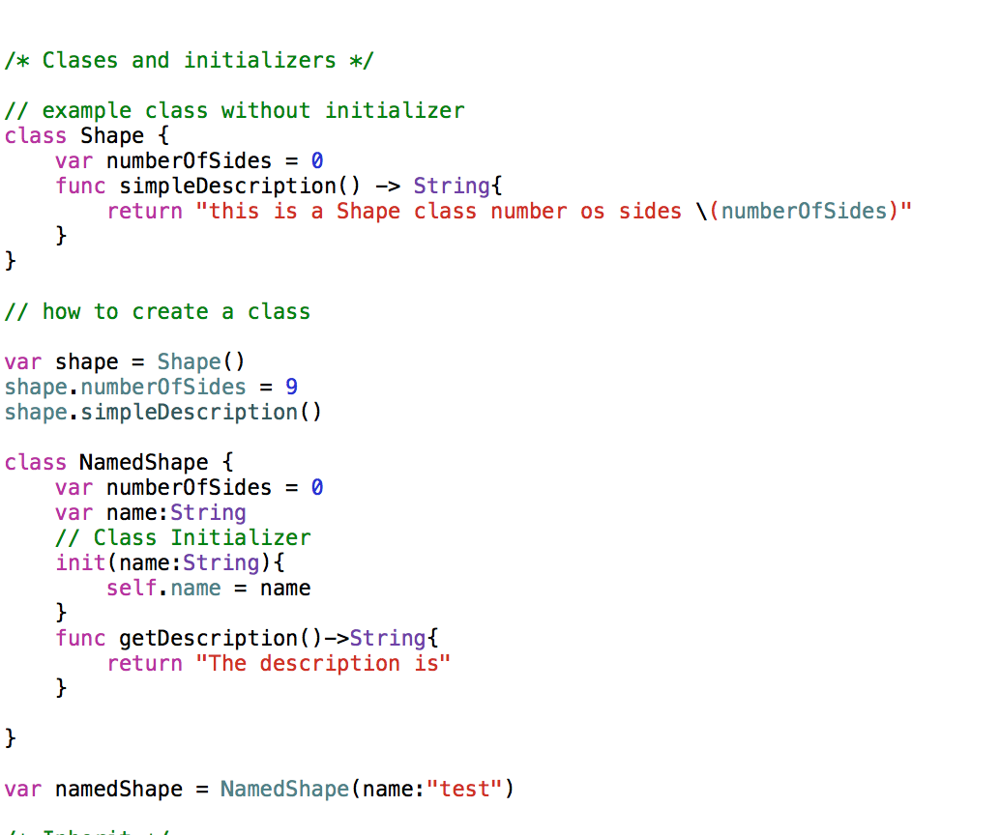 /* Clases and initializers */
// example class without initializer
class Shape {
    var numberOfSides = 0
    func simpleDescription() -> String{
        return "this is a Shape class number os sides \(numberOfSides)"
    }
}
// how to create a class
var shape = Shape()
shape.numberOfSides = 9
shape.simpleDescription()
class NamedShape {
    var numberOfSides = 0
    var name:String
    // Class Initializer
    init(name:String){
        self.name = name
    }
    func getDescription()->String{
        return "The description is"
    }
}
var namedShape = NamedShape(name:"test")